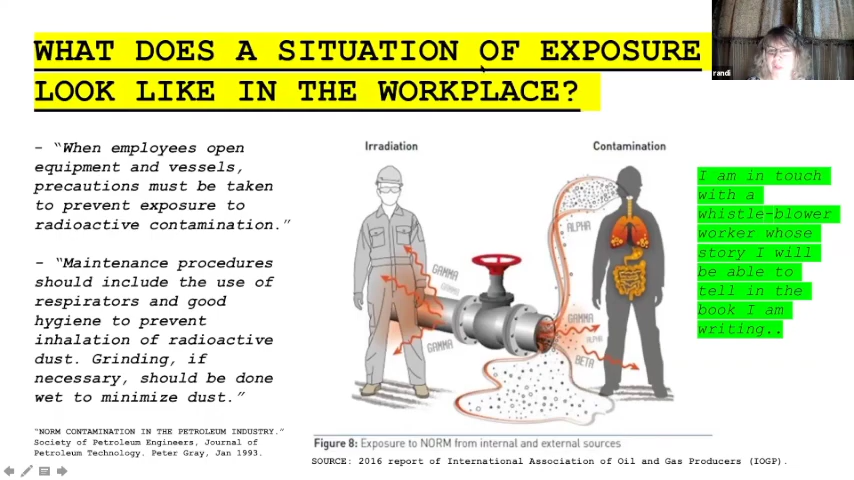 WHAT DOES A SITUATION OF EXPOSURE
LOOK LIKE IN THE WORKPLACE?
randi
- "When employees open
equipment and vessels,
precautions must be taken
to prevent exposure to
radioactive contamination."
- "Maintenance procedures
should include the use of
respirators and good
hygiene to prevent
inhalation of radioactive
dust. Grinding, if
necessary, should be done
wet to minimize dust."
"NORM CONTAMINATION IN THE PETROLEUM INDUSTRY."
Society of Petroleum Engineers, Journal of
Petroleum Technology. Peter Gray, Jan 1993.
Irradiation
Contamination
ALPHA
GAMMA
GAMMA
GAMMA
GAMMA
ALPHA
BETA
Figure 8: Exposure to NORM from internal and external sources
SOURCE: 2016 report of International Association of Oil and Gas Producers (IOGP).
I am in touch
with a
whistle-blower
worker whose
story I will
be able to
tell in the
book I am
writing..